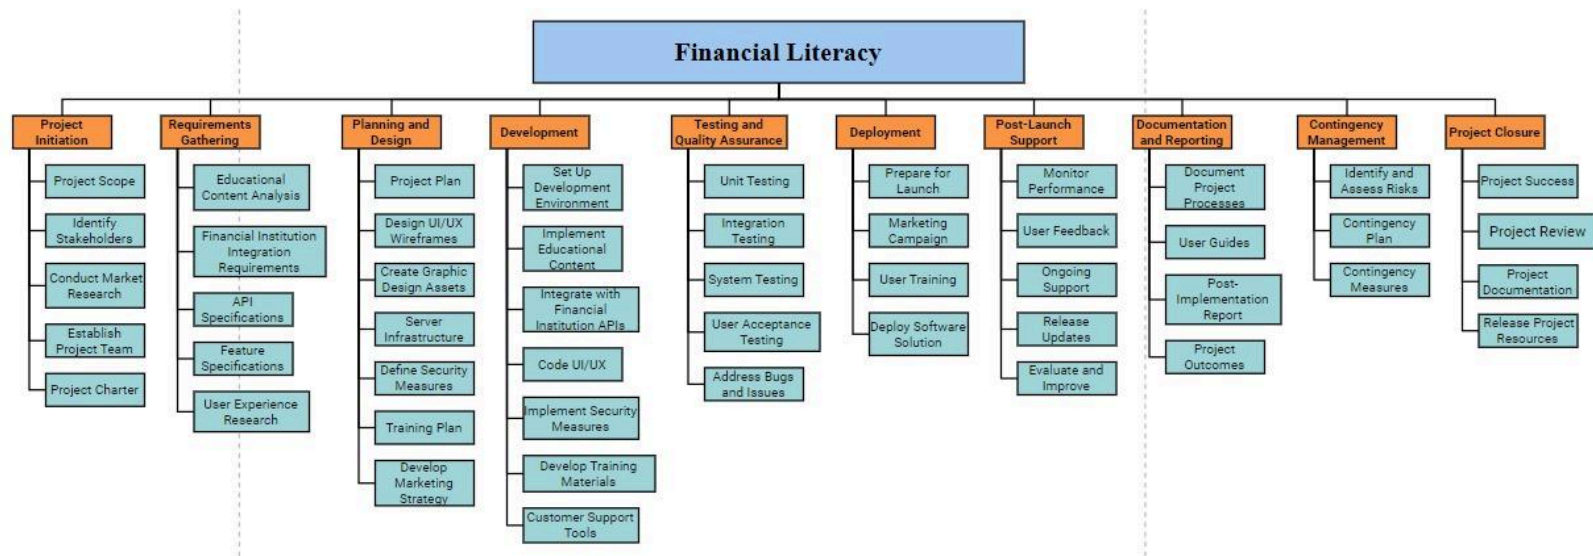 Financial Literacy
Project
Initiation
Project Scope
Identify
Stakeholders
Conduct Market
Research
Establish
Project Team
Project Charter
Requirements
Gathering
Educational
Content Analysis
Financial Institution
Integration
Requirements
API
Specifications
Feature
Specifications
User Experience
Research
Planning and
Design
Project Plan
Design UI/UX
Wireframes
Create Graphic
Design Assets
Server
Infrastructure
Define Security
Measures
Training Plan
Develop
Marketing
Strategy
Development
Set Up
Development
Environment
Implement
Educational
Content
Integrate with
Financial
Institution APIs
Code UI/UX
Implement Security
Measures
Develop Training
Materials
Customer Support
Tools
Testing and
Quality Assurance
Unit Testing
Integration
Testing
System Testing
User Acceptance
Testing
Address Bugs
and Issues
Deployment
Prepare for
Launch
Marketing
Campaign
User Training
Deploy Software
Solution
Post-Launch
Support
Monitor
Performance
User Feedback
Ongoing
Support
Release
Updates
Evaluate and
Improve
Documentation
and Reporting
Document
Project
Processes
User Guides
Post-
Implementation
Report
Project
Outcomes
Contingency
Management
Identify and
Assess Risks
Contingency
Plan
Contingency
Measures
Project Closure
Project Success
Project Review
Project
Documentation
Release Project
Resources